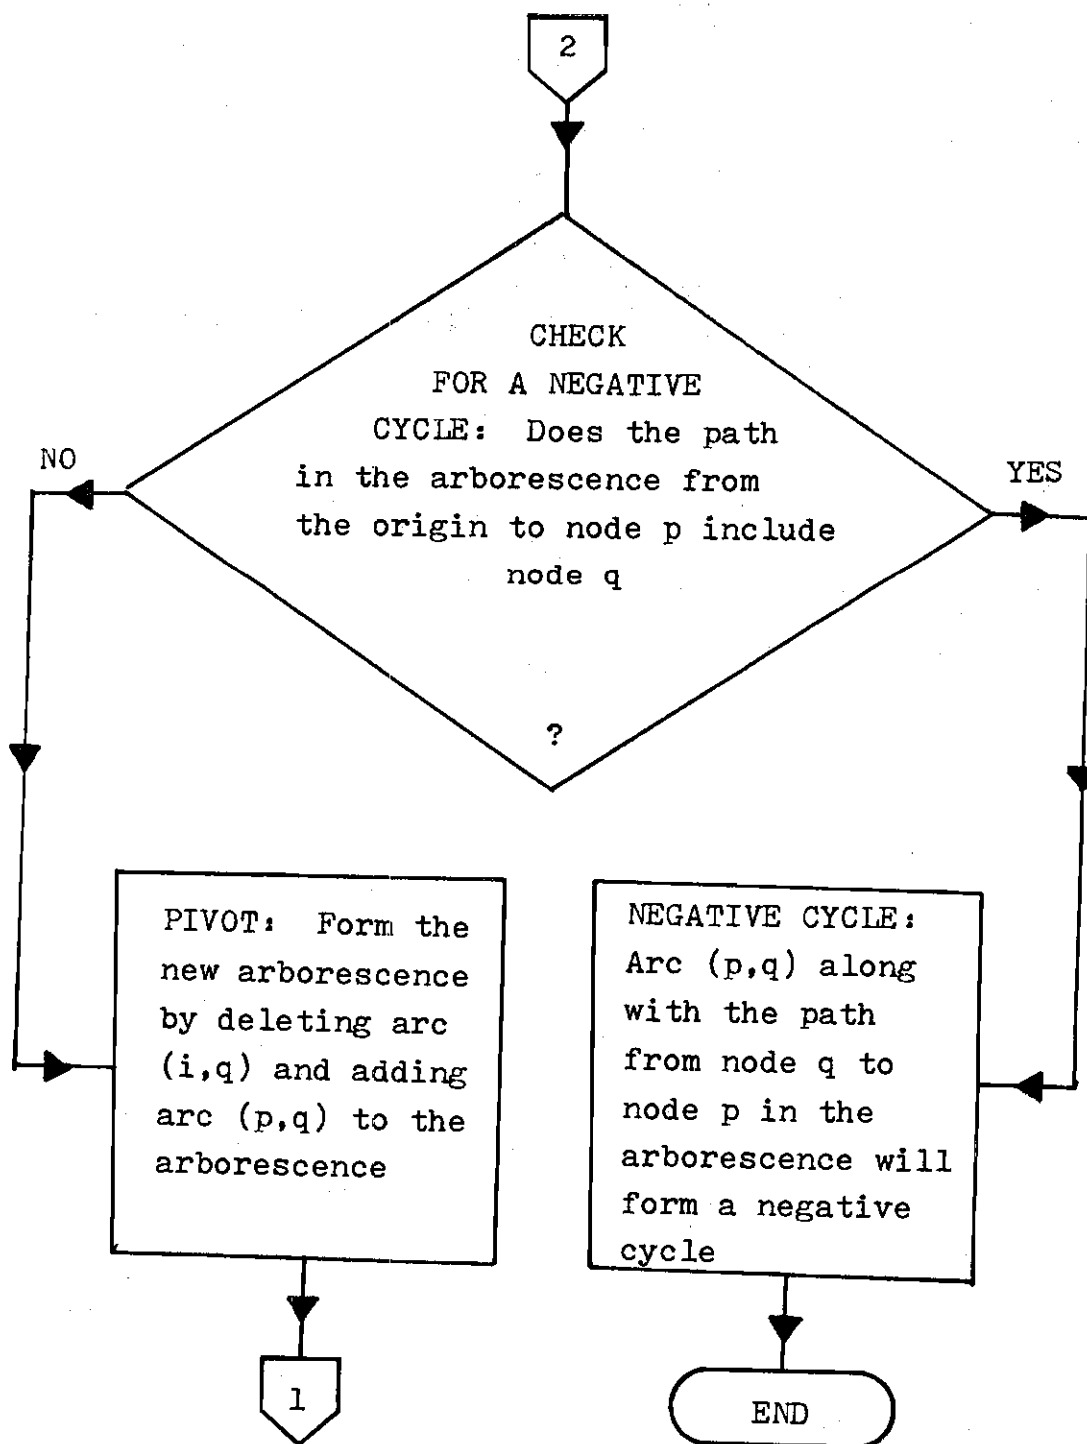 2
CHECK
FOR A NEGATIVE
CYCLE: Does the path
in the arborescence from
the origin to node p include
node q
?
NO
YES
PIVOT: Form the
new arborescence
by deleting arc
(i,q) and adding
arc (p,q) to the
arborescence
NEGATIVE CYCLE:
Arc (p,q) along
with the path
from node q to
node p in the
arborescence will
form a negative
cycle
1
END